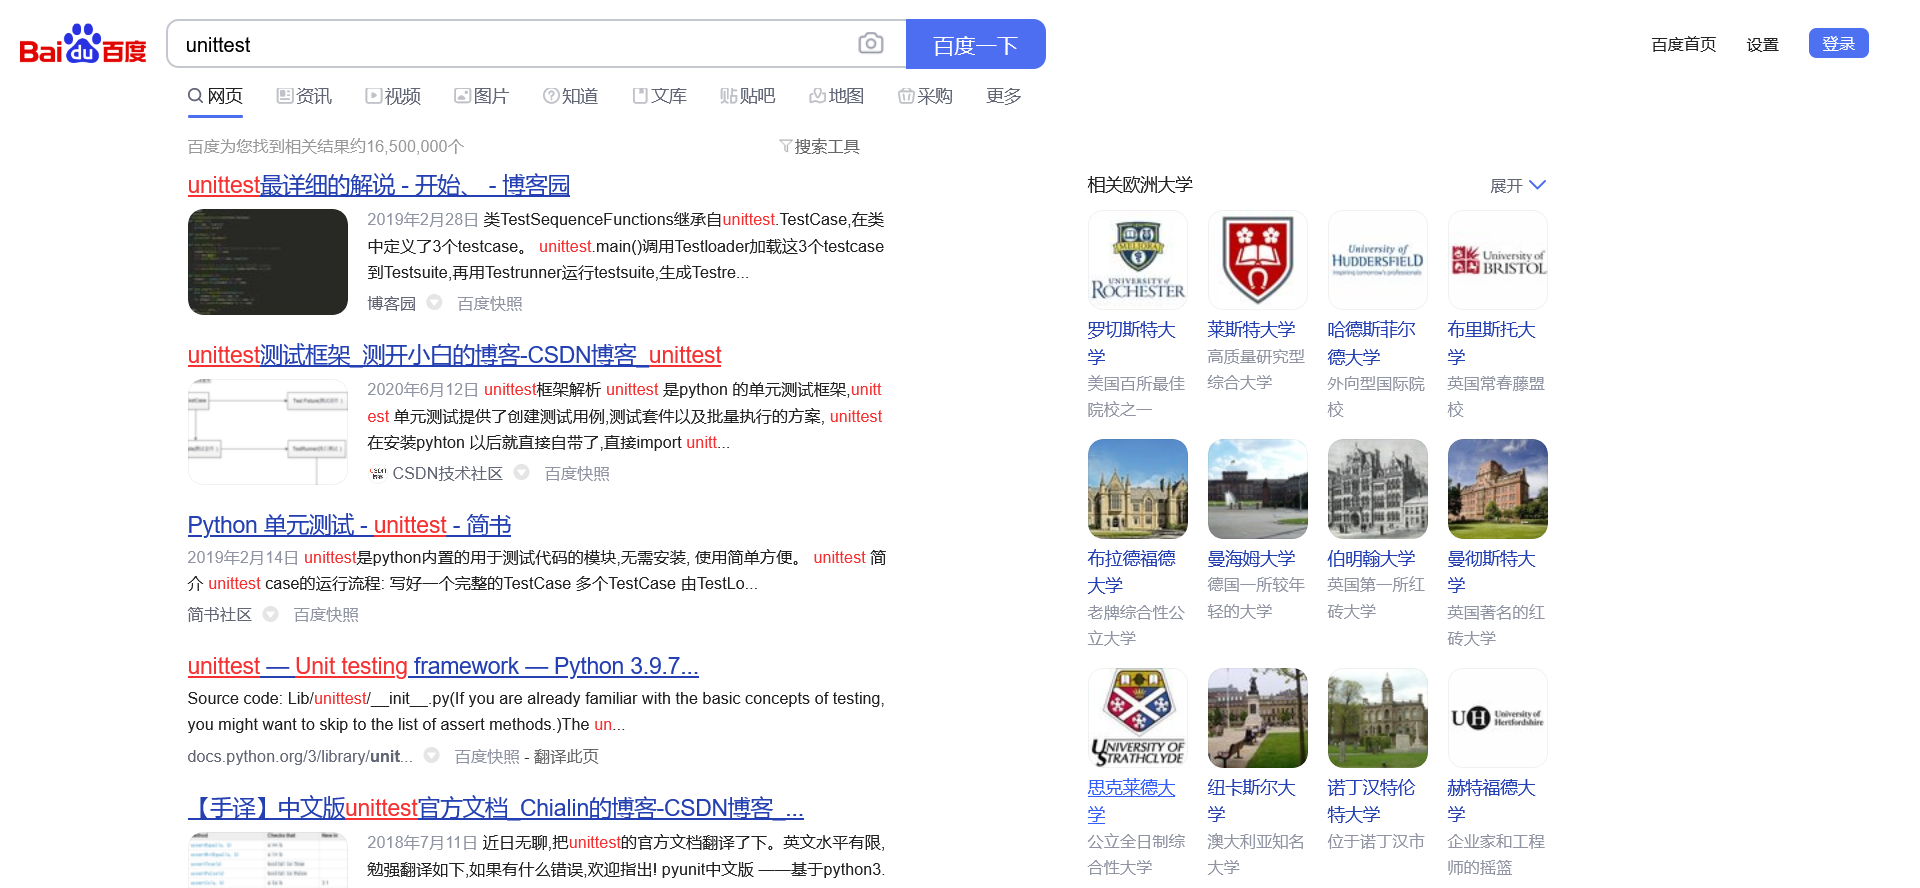 Bai du 百度
unittest
百度一下
百度首页
设置
登录
网页 资讯 视频 图片 知道 文库 贴吧 地图 采购 更多
百度为您找到相关结果约16,500,000个
搜索工具
unittest最详细的解说 - 开始、 - 博客园
2019年2月28日 类TestSequenceFunctions继承自unittest.TestCase,在类
中定义了3个testcase。 unittest.main()调用Testloader加载这3个testcase
到Testsuite,再用Testrunner运行testsuite,生成Testre...
博客园 百度快照
unittest测试框架_测开小白的博客-CSDN博客_unittest
2020年6月12日 unittest框架解析 unittest 是python 的单元测试框架,unitt
est 单元测试提供了创建测试用例,测试套件以及批量执行的方案, unittest
在安装pyhton 以后就直接自带了,直接import unitt...
CSDN技术社区 百度快照
Python 单元测试 - unittest - 简书
2019年2月14日 unittest是python内置的用于测试代码的模块,无需安装, 使用简单方便。 unittest 简
介 unittest case的运行流程: 写好一个完整的TestCase 多个TestCase 由TestLo...
简书社区 百度快照
unittest — Unit testing framework — Python 3.9.7...
Source code: Lib/unittest/__init__.py(If you are already familiar with the basic concepts of testing,
you might want to skip to the list of assert methods.)The un...
docs.python.org/3/library/unit... 百度快照 - 翻译此页
【手译】中文版unittest官方文档_Chialin的博客-CSDN博客_...
2018年7月11日 近日无聊,把unittest的官方文档翻译了下。英文水平有限,
勉强翻译如下,如果有什么错误,欢迎指出! pyunit中文版 ——基于python3.
相关欧洲大学
展开
MELIORA
UNIVERSITY OF
ROCHESTER
University of
HUDDERSFIELD
Inspiring tomorrow's professionals
University of
BRISTOL
罗切斯特大
学
美国百所最佳
院校之一
莱斯特大学
高质量研究型
综合大学
哈德斯菲尔
德大学
外向型国际院
校
布里斯托大
学
英国常春藤盟
校
布拉德福德
大学
老牌综合性公
立大学
曼海姆大学
德国一所较年
轻的大学
伯明翰大学
英国第一所红
砖大学
曼彻斯特大
学
英国著名的红
砖大学
UNIVERSITY OF
STRATHCLYDE
UH University of
Hertfordshire
思克莱德大
学
公立全日制综
合性大学
纽卡斯尔大
学
澳大利亚知名
大学
诺丁汉特伦
特大学
位于诺丁汉市
赫特福德大
学
企业家和工程
师的摇篮